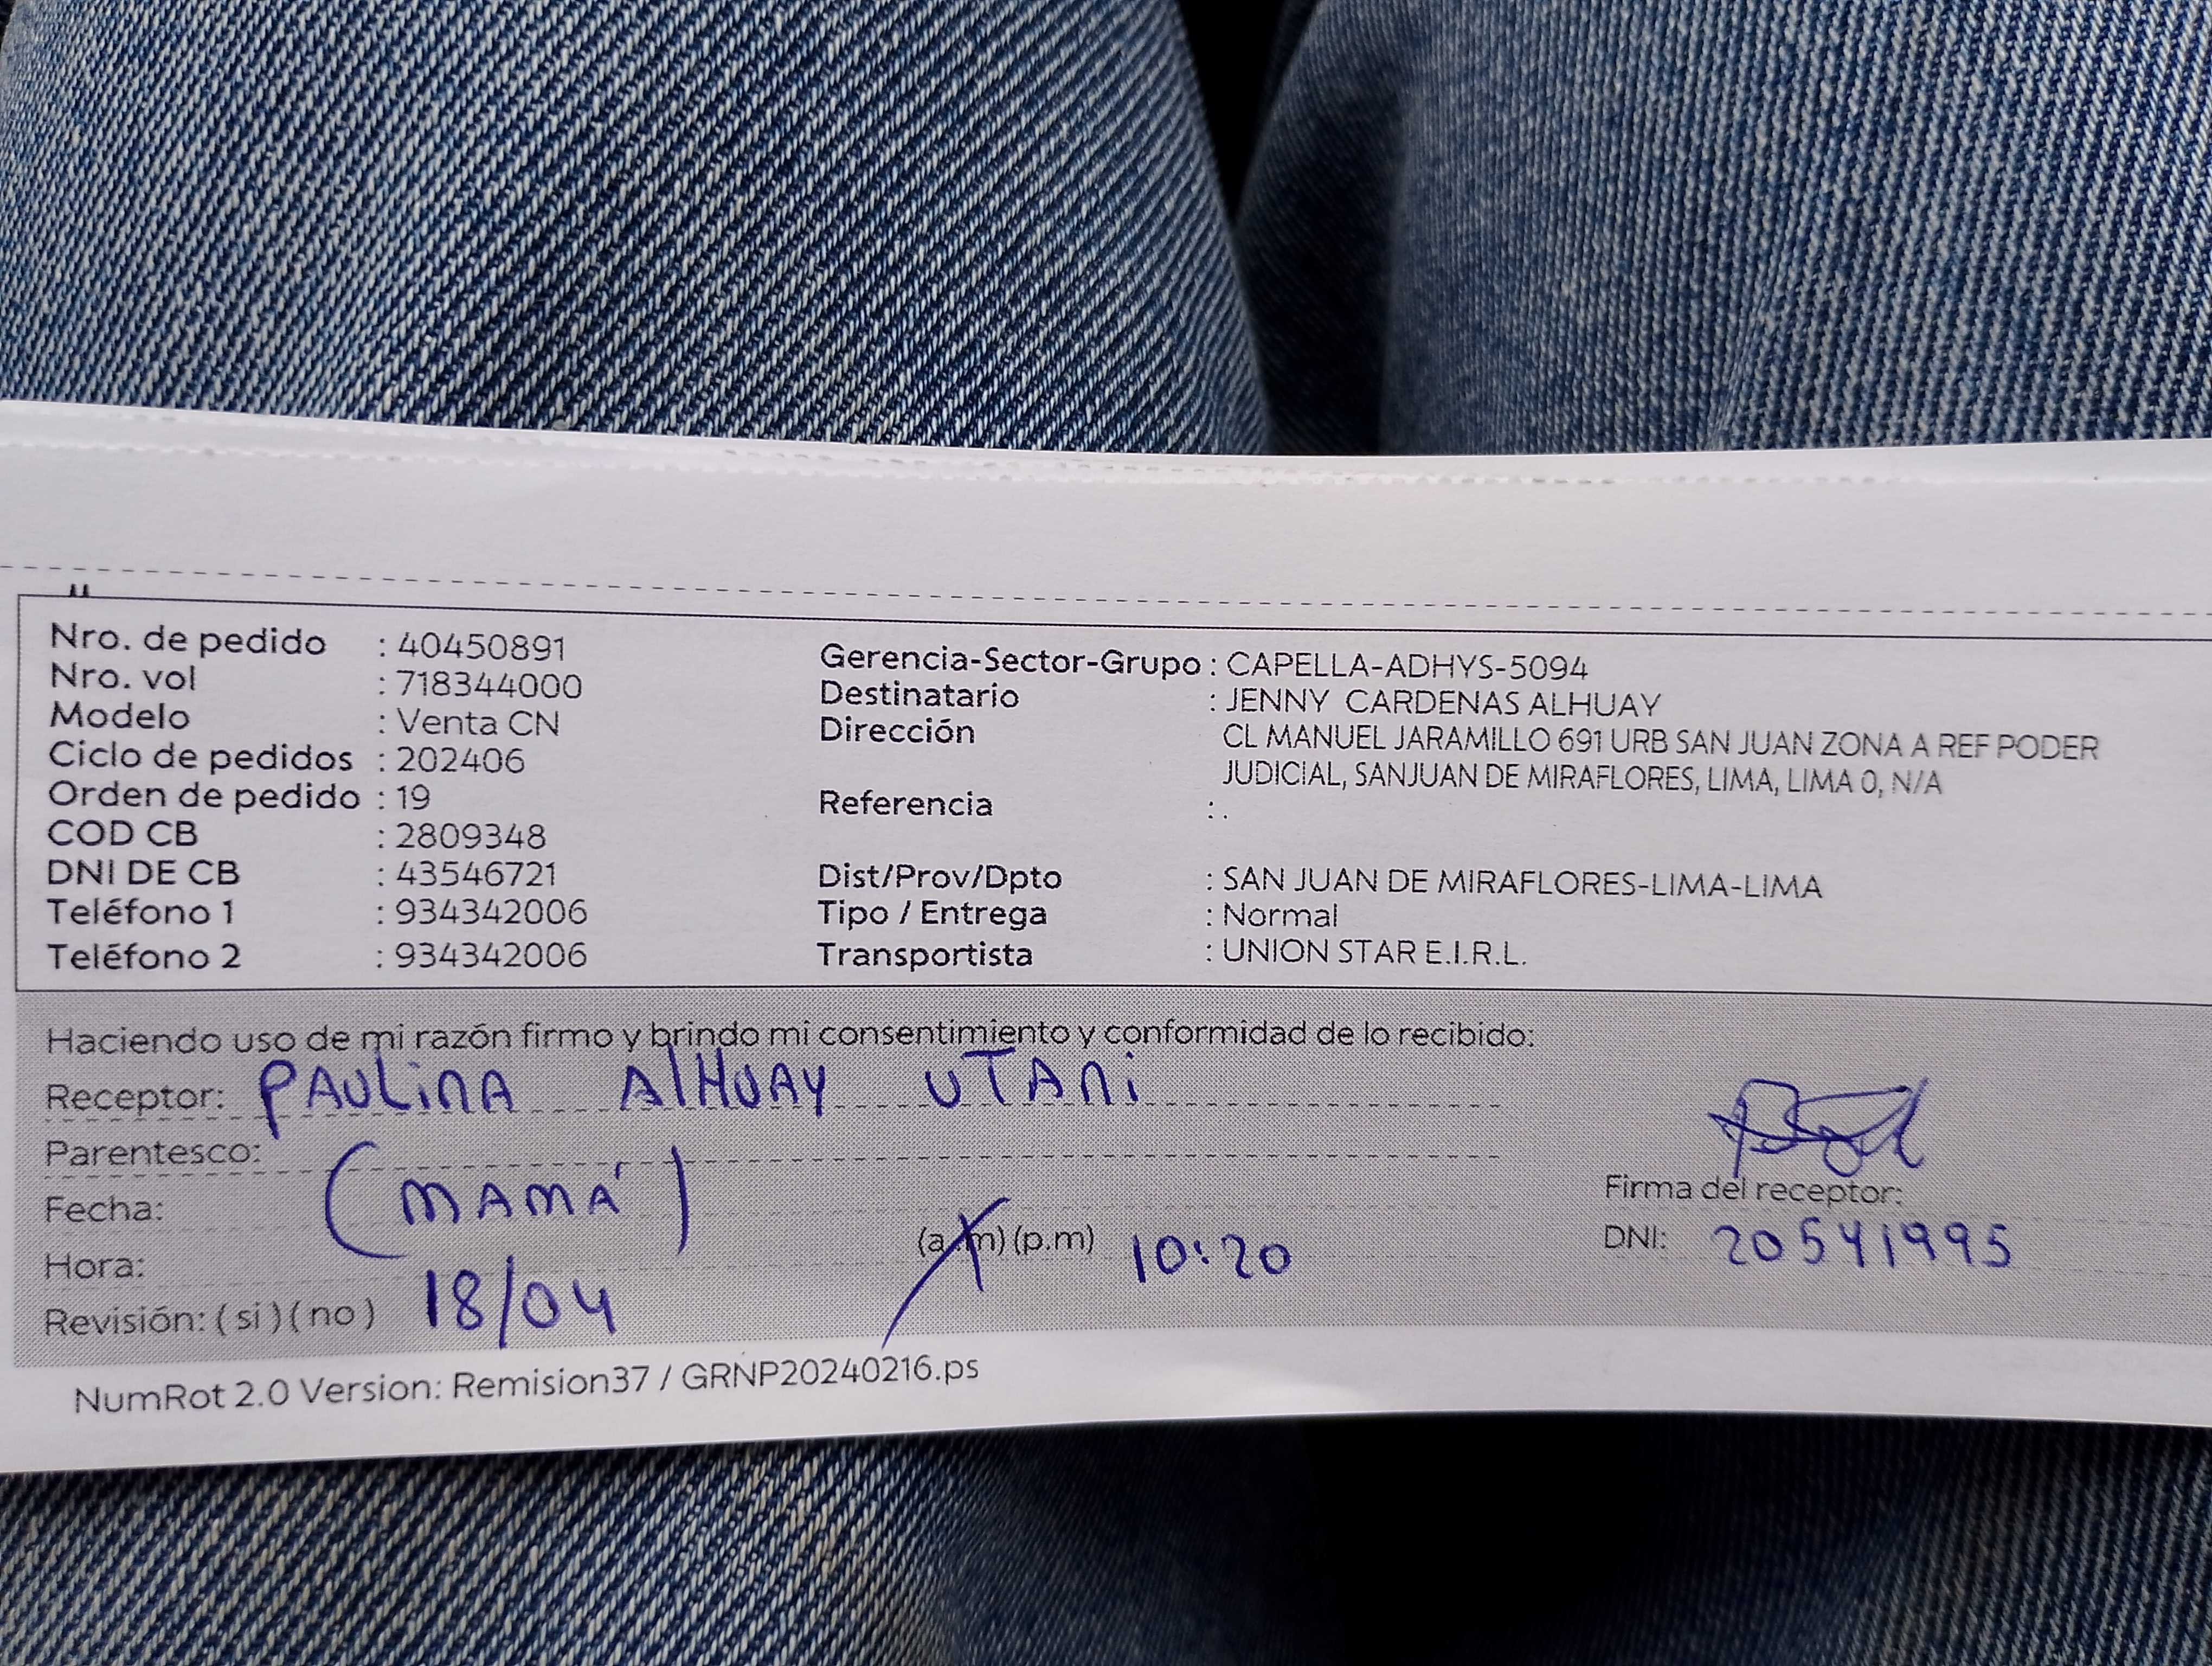 Nro. de pedido : 40450891
Nro. vol : 718344000
Modelo : Venta CN
Ciclo de pedidos : 202406
Orden de pedido : 19
COD CB : 2809348
DNI DE CB : 43546721
Teléfono 1 : 934342006
Teléfono 2 : 934342006
Gerencia-Sector-Grupo : CAPELLA-ADHYS-5094
Destinatario : JENNY CARDENAS ALHUAY
Dirección CL MANUEL JARAMILLO 691 URB SAN JUAN ZONA A REF PODER
JUDICIAL, SANJUAN DE MIRAFLORES, LIMA, LIMA 0, N/A
Referencia : .
Dist/Prov/Dpto : SAN JUAN DE MIRAFLORES-LIMA-LIMA
Tipo / Entrega : Normal
Transportista : UNION STAR E.I.R.L.
Haciendo uso de mi razón firmo y brindo mi consentimiento y conformidad de lo recibido:
Receptor: PAULINA ALHUAY UTANI
Parentesco:
(MAMÁ)
Fecha:
Hora: (a.m) (p.m) 10:20
Revisión: (si) (no) 18/04
Firma del receptor:
DNI: 20541995
NumRot 2.0 Version: Remision37 / GRNP20240216.ps